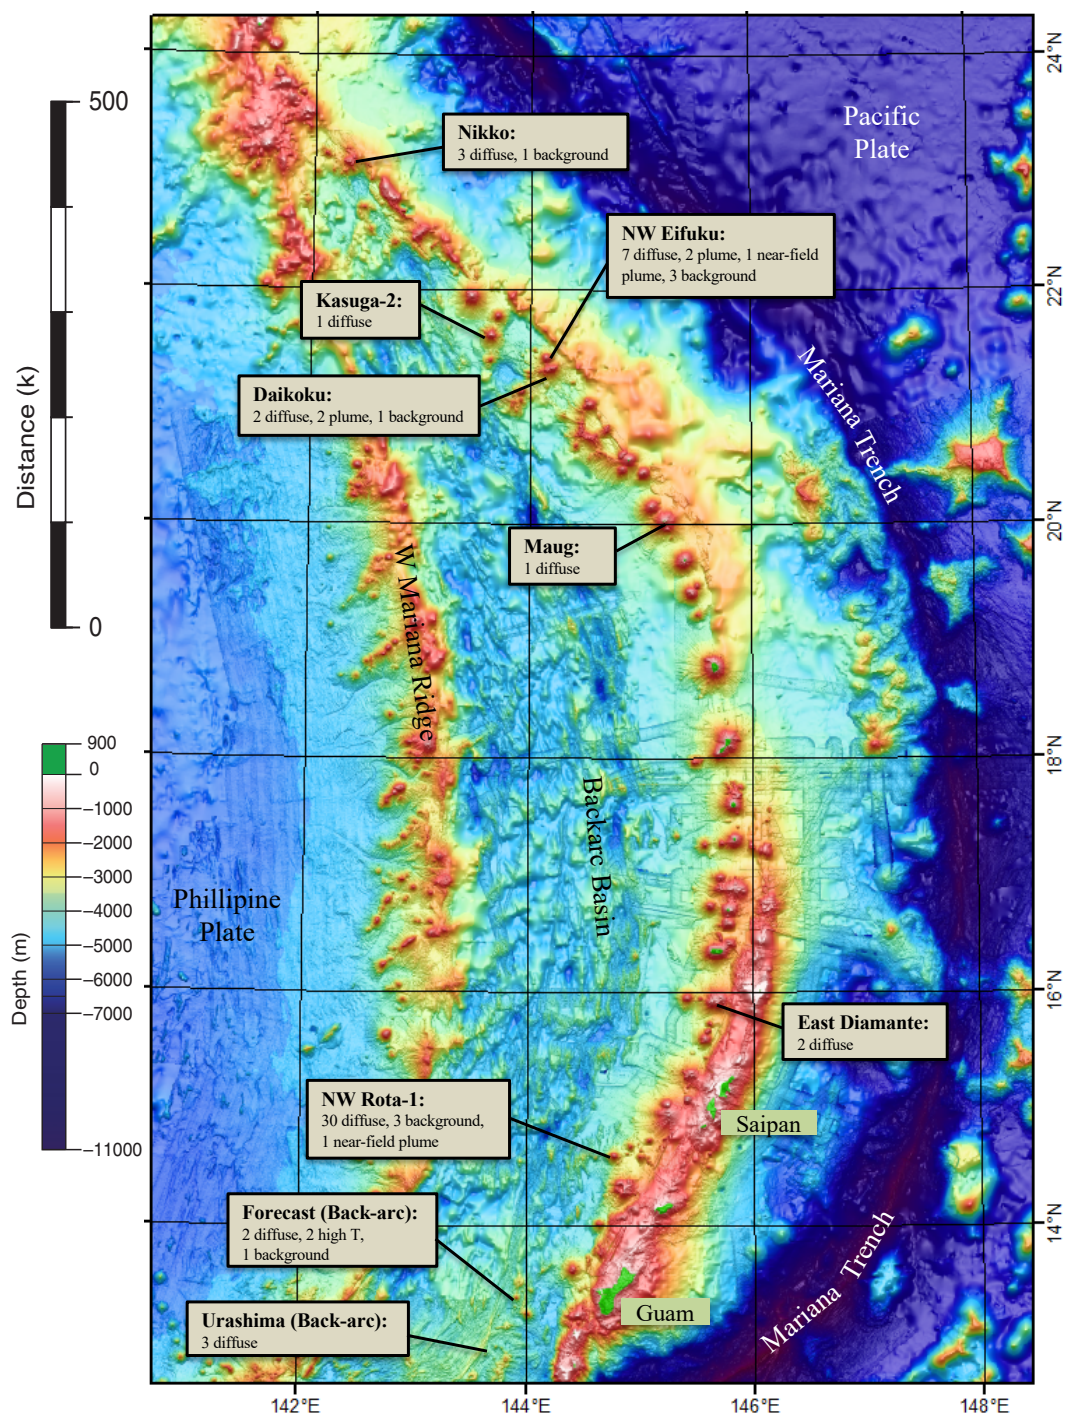 24°N
500
Pacific
Plate
Nikko:
3 diffuse, 1 background
NW Eifuku:
7 diffuse, 2 plume, 1 near-field
plume, 3 background
22°N
Kasuga-2:
1 diffuse
Mariana Trench
Daikoku:
2 diffuse, 2 plume, 1 background
Distance (k)
20°N
Maug:
1 diffuse
W Mariana Ridge
0
900
0
–1000
–2000
–3000
–4000
–5000
–6000
–7000
–11000
Depth (m)
18°N
Backarc Basin
Phillipine
Plate
16°N
East Diamante:
2 diffuse
NW Rota-1:
30 diffuse, 3 background,
1 near-field plume
Saipan
Forecast (Back-arc):
2 diffuse, 2 high T,
1 background
14°N
Mariana Trench
Guam
Urashima (Back-arc):
3 diffuse
142°E
144°E
146°E
148°E